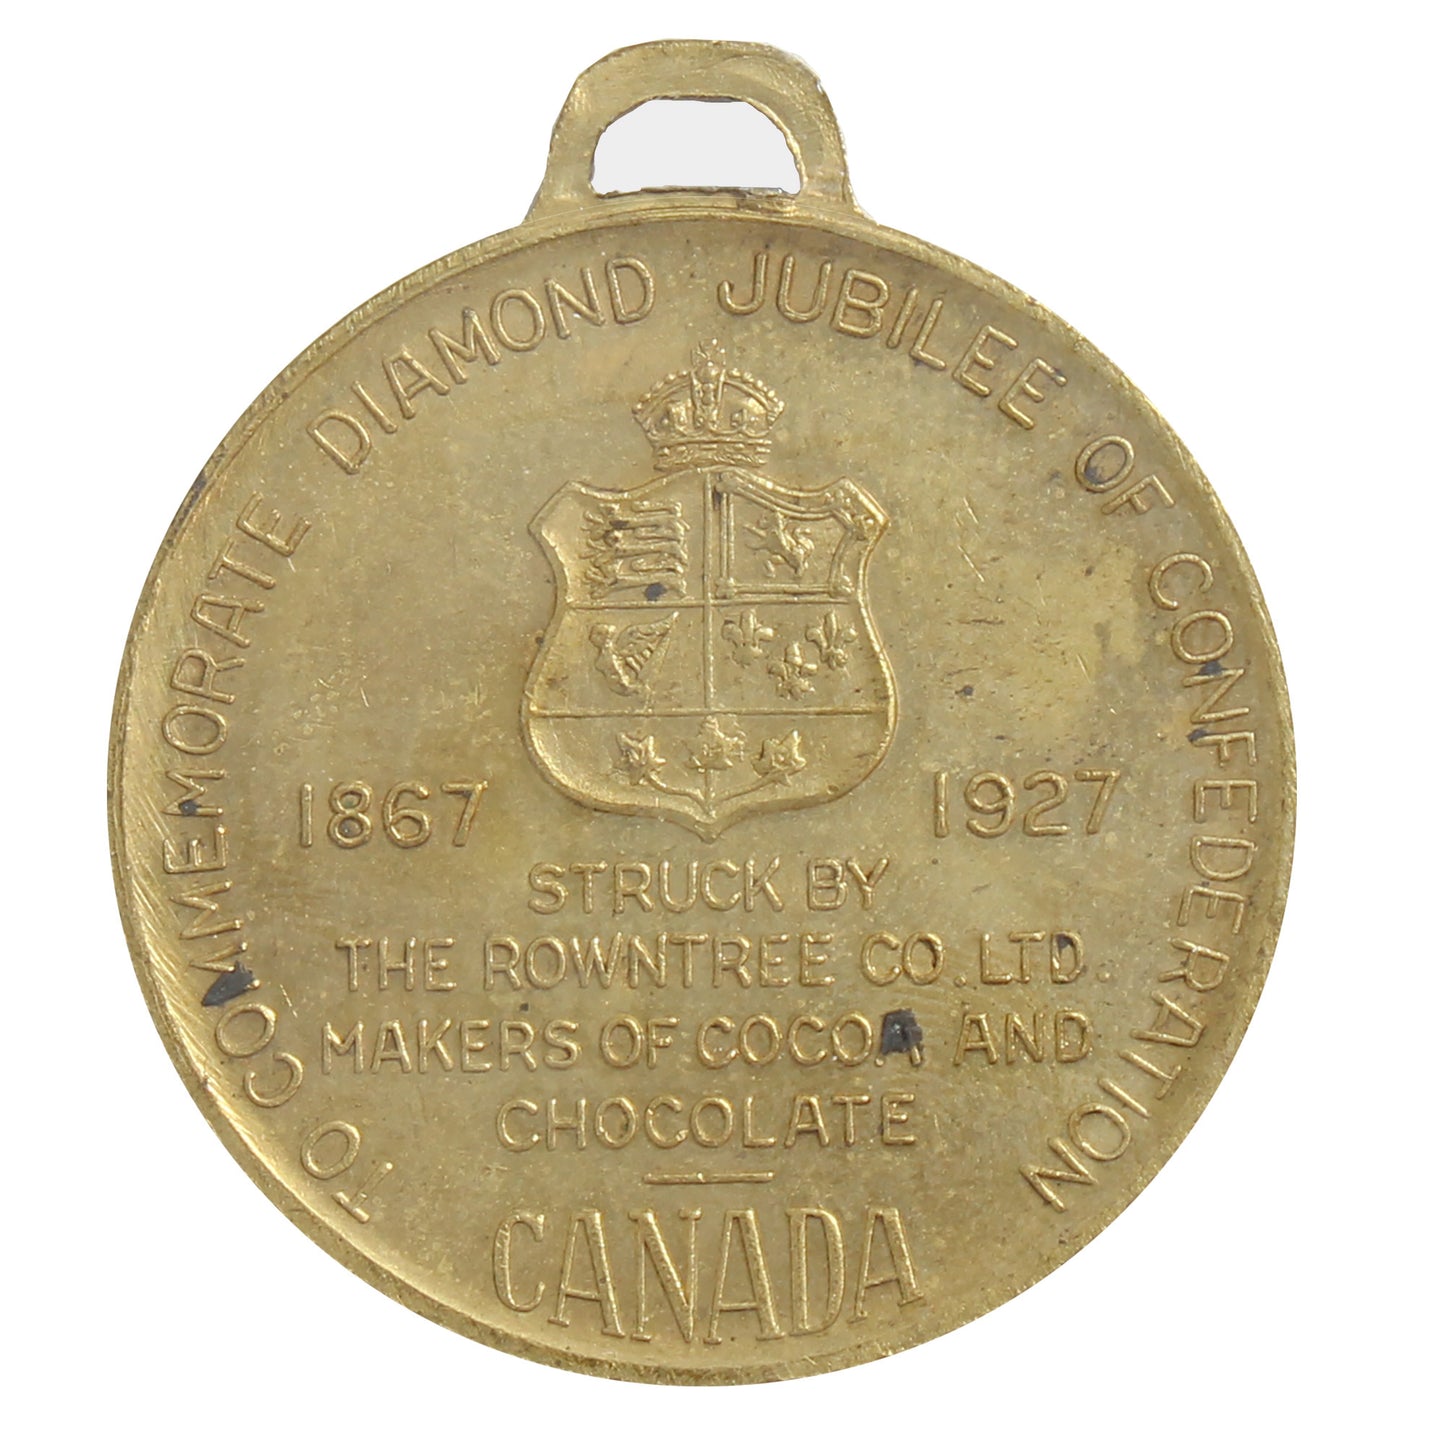 TO COMMEMORATE DIAMOND JUBILEE OF CONFEDERATION
1867 1927
STRUCK BY
THE ROWNTREE CO. LTD.
MAKERS OF COCOA AND
CHOCOLATE
CANADA